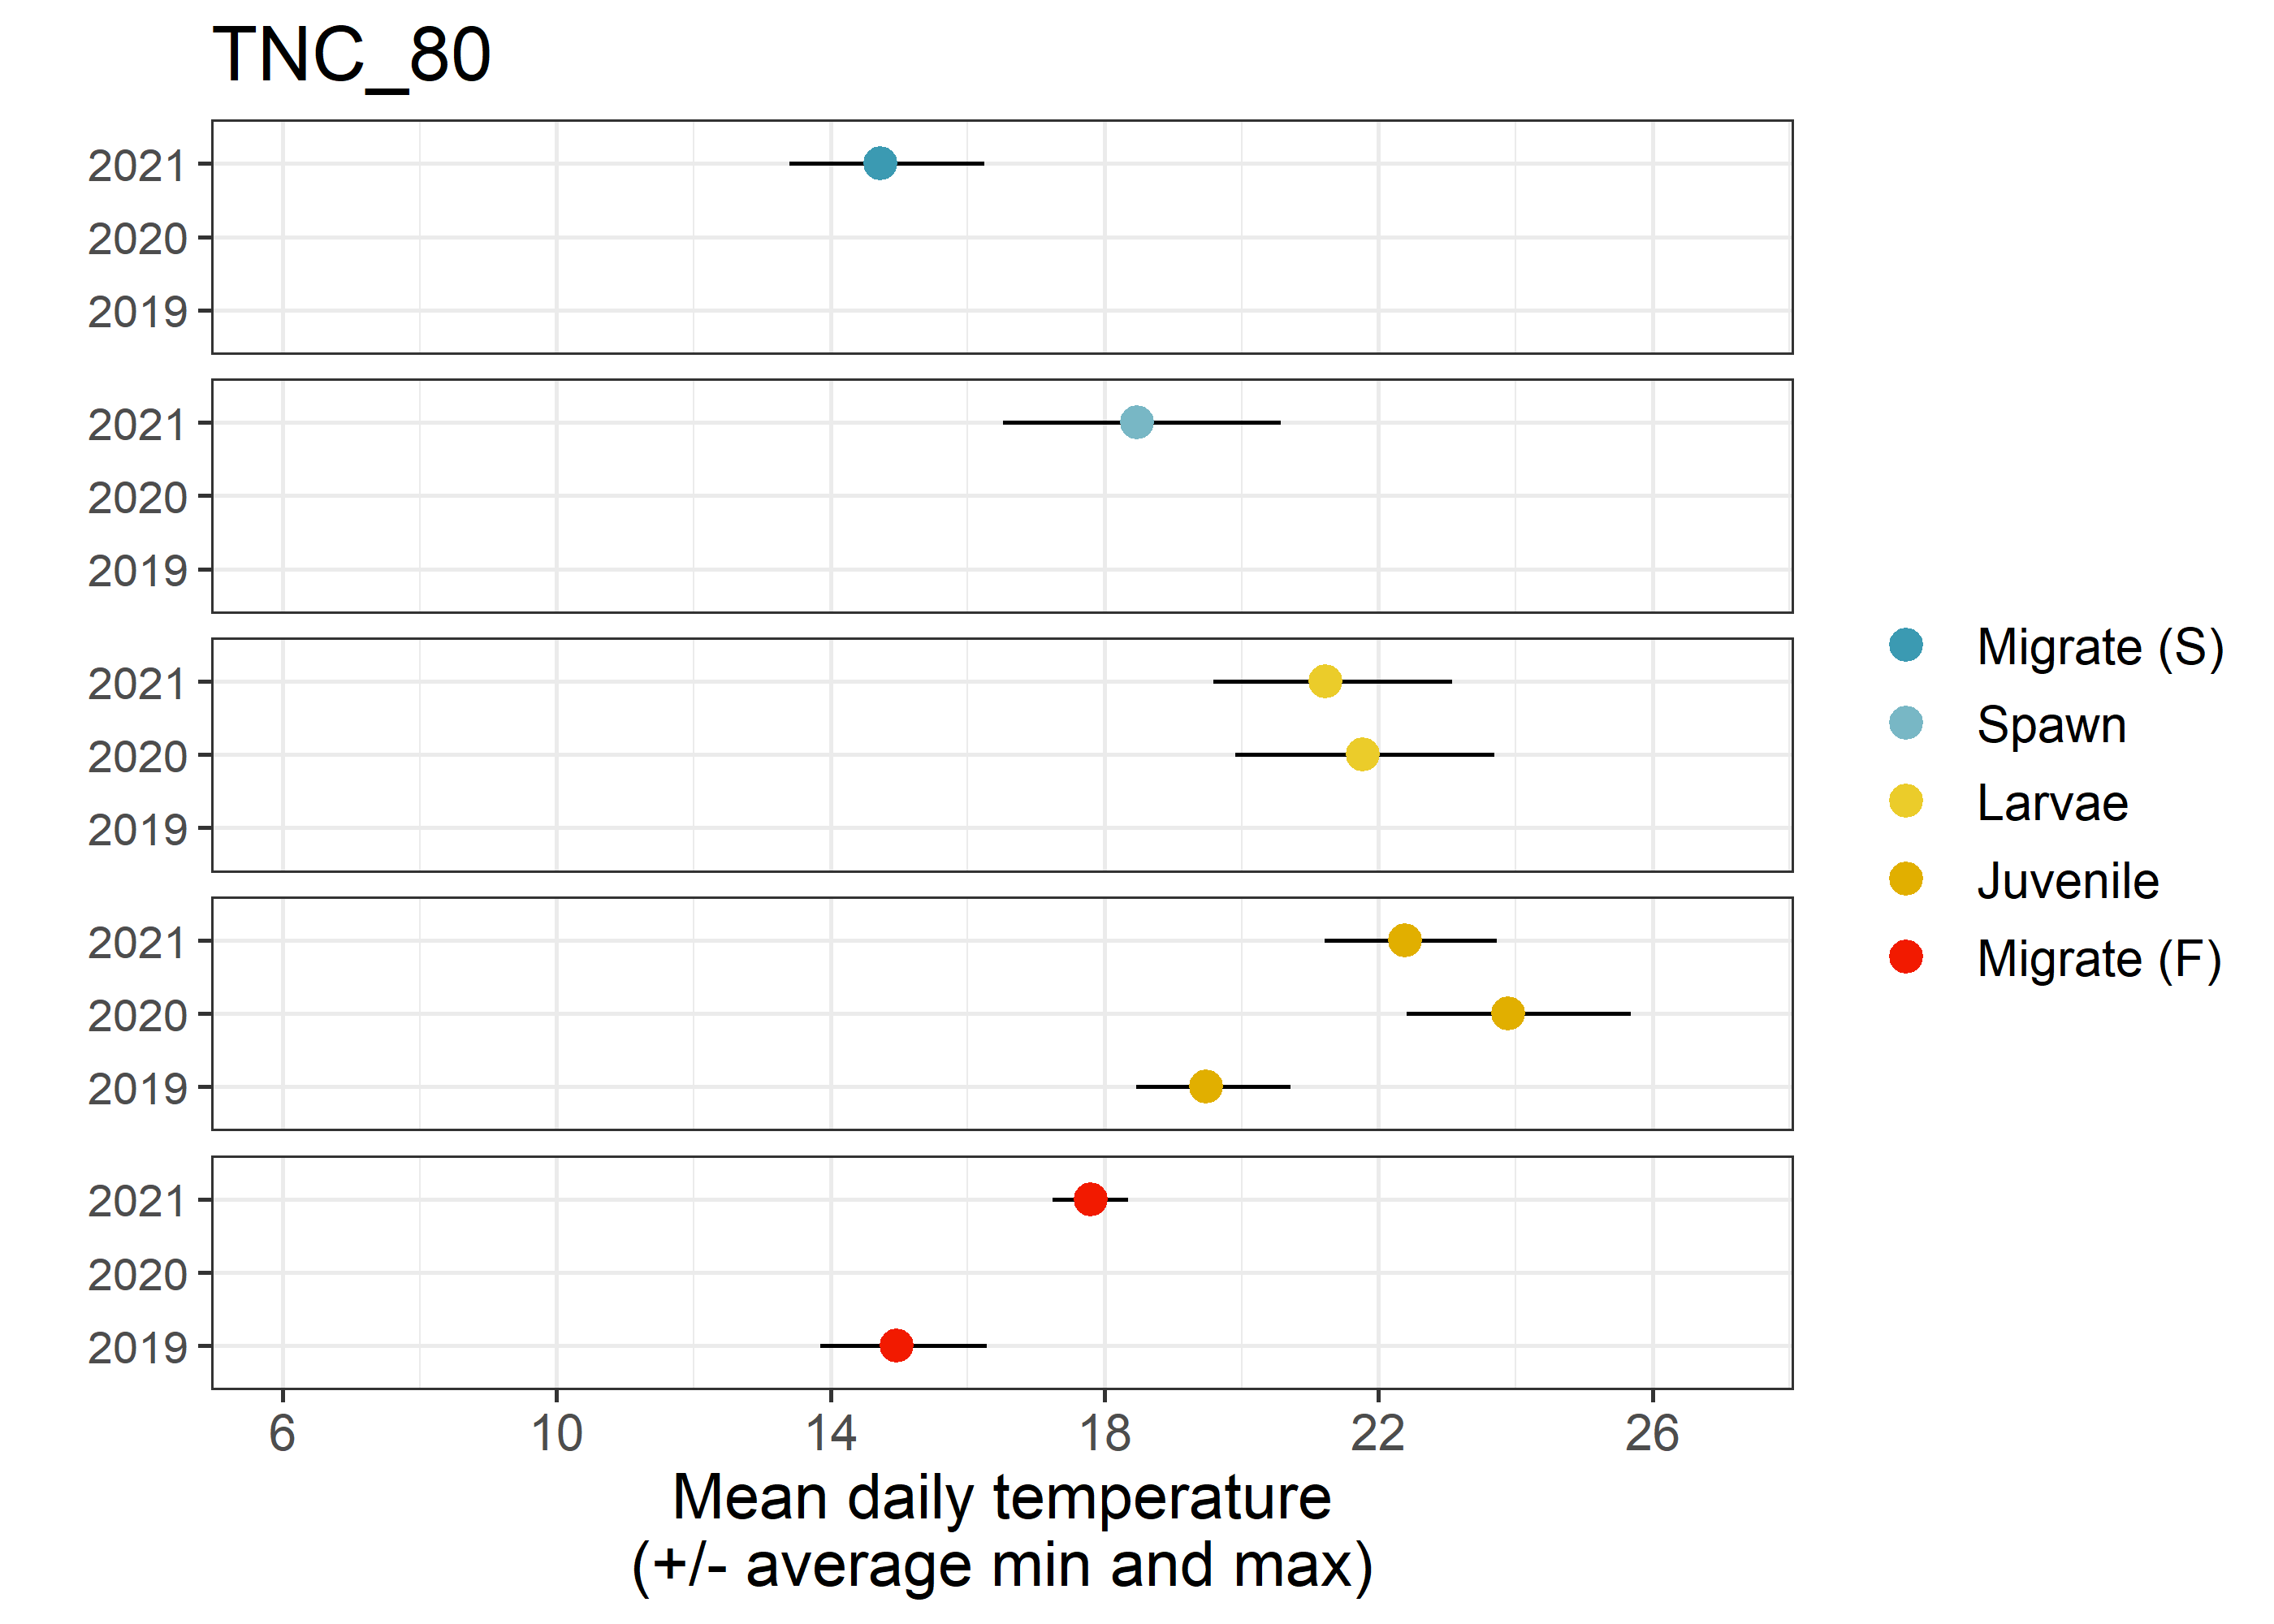 TNC_80
2021
2020
2019
2021
2020
2019
2021
2020
2019
2021
2020
2019
2021
2020
2019
6 10 14 18 22 26
Mean daily temperature
(+/- average min and max)
Migrate (S)
Spawn
Larvae
Juvenile
Migrate (F)